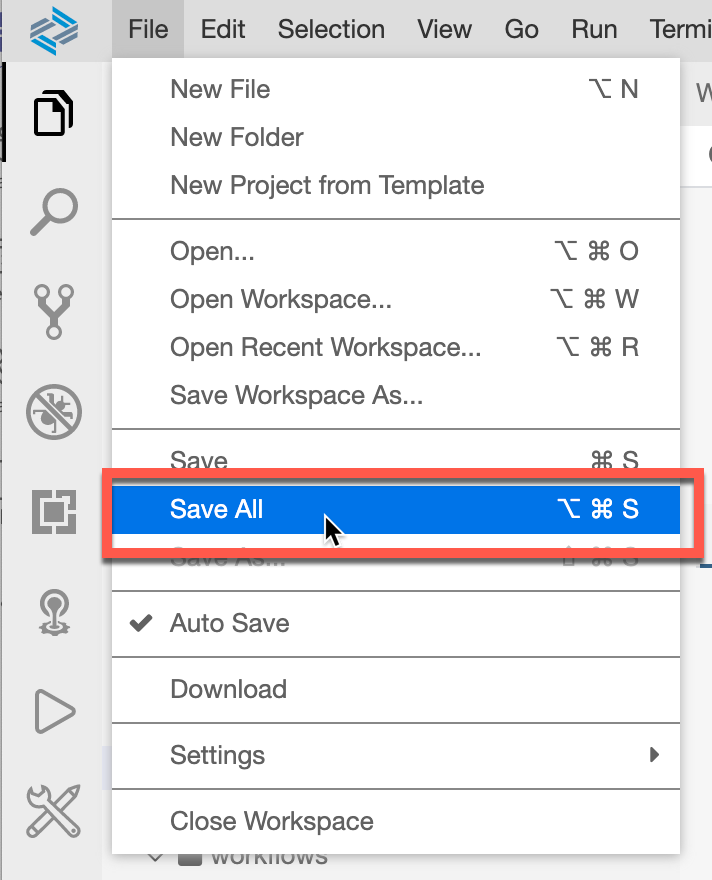 File Edit Selection View Go Run Termi
New File ⌥ N
New Folder
New Project from Template
Open... ⌥ ⌘ O
Open Workspace... ⌥ ⌘ W
Open Recent Workspace... ⌥ ⌘ R
Save Workspace As...
Save ⌘ S
Save All ⌥ ⌘ S
Save As... ⇧ ⌘ S
Auto Save
Download
Settings
Close Workspace
workflows